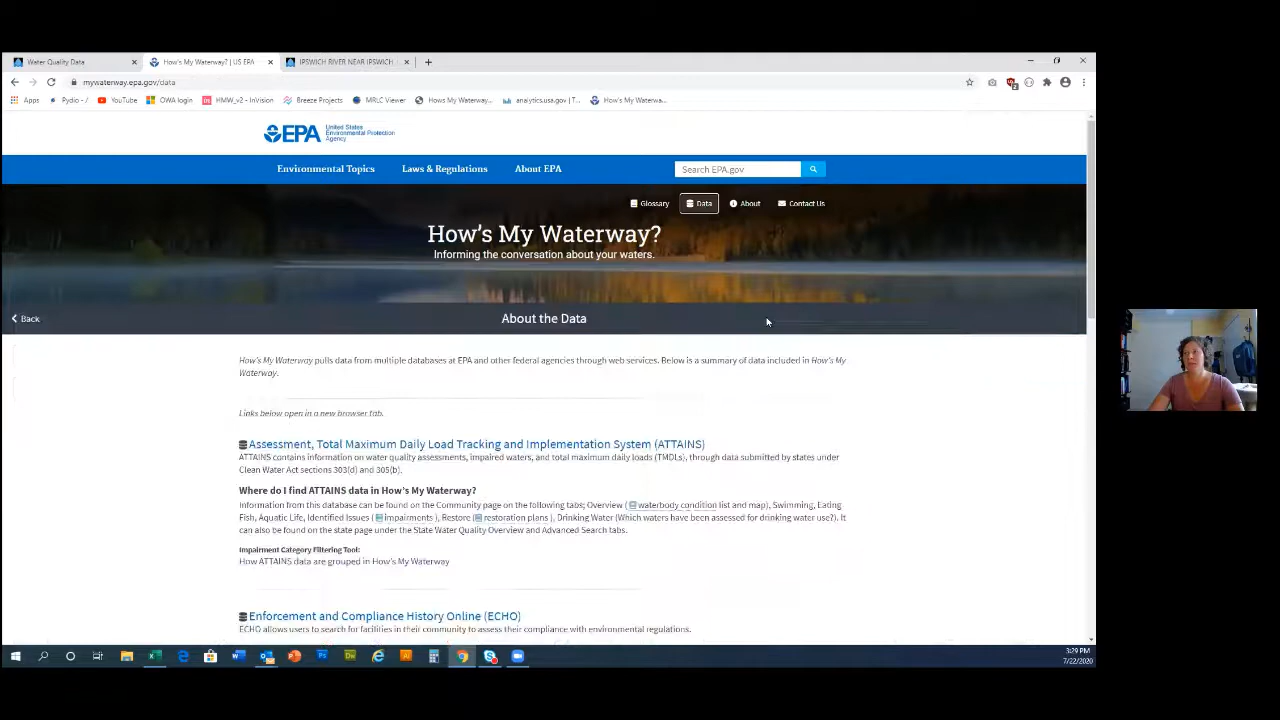 Water Quality Data
How's My Waterway? | US EPA
IPSWICH RIVER NEAR IPSWICH,
mywaterway.epa.gov/data
Apps
Pydio - /
YouTube
OWA login
HMW_v2 - InVision
Breeze Projects
MRLC Viewer
Hows My Waterway...
analytics.usa.gov | T...
How's My Waterwa...
EPA
United States
Environmental Protection
Agency
Environmental Topics
Laws & Regulations
About EPA
Search EPA.gov
Glossary
Data
About
Contact Us
How's My Waterway?
Informing the conversation about your waters.
Back
About the Data
How's My Waterway pulls data from multiple databases at EPA and other federal agencies through web services. Below is a summary of data included in How's My
Waterway.
Links below open in a new browser tab.
Assessment, Total Maximum Daily Load Tracking and Implementation System (ATTAINS)
ATTAINS contains information on water quality assessments, impaired waters, and total maximum daily loads (TMDLs), through data submitted by states under
Clean Water Act sections 303(d) and 305(b).
Where do I find ATTAINS data in How's My Waterway?
Information from this database can be found on the Community page on the following tabs; Overview (waterbody condition list and map), Swimming, Eating
Fish, Aquatic Life, Identified Issues (impairments), Restore (restoration plans), Drinking Water (Which waters have been assessed for drinking water use?). It
can also be found on the state page under the State Water Quality Overview and Advanced Search tabs.
Impairment Category Filtering Tool:
How ATTAINS data are grouped in How's My Waterway
Enforcement and Compliance History Online (ECHO)
ECHO allows users to search for facilities in their community to assess their compliance with environmental regulations.
3:29 PM
7/22/2020